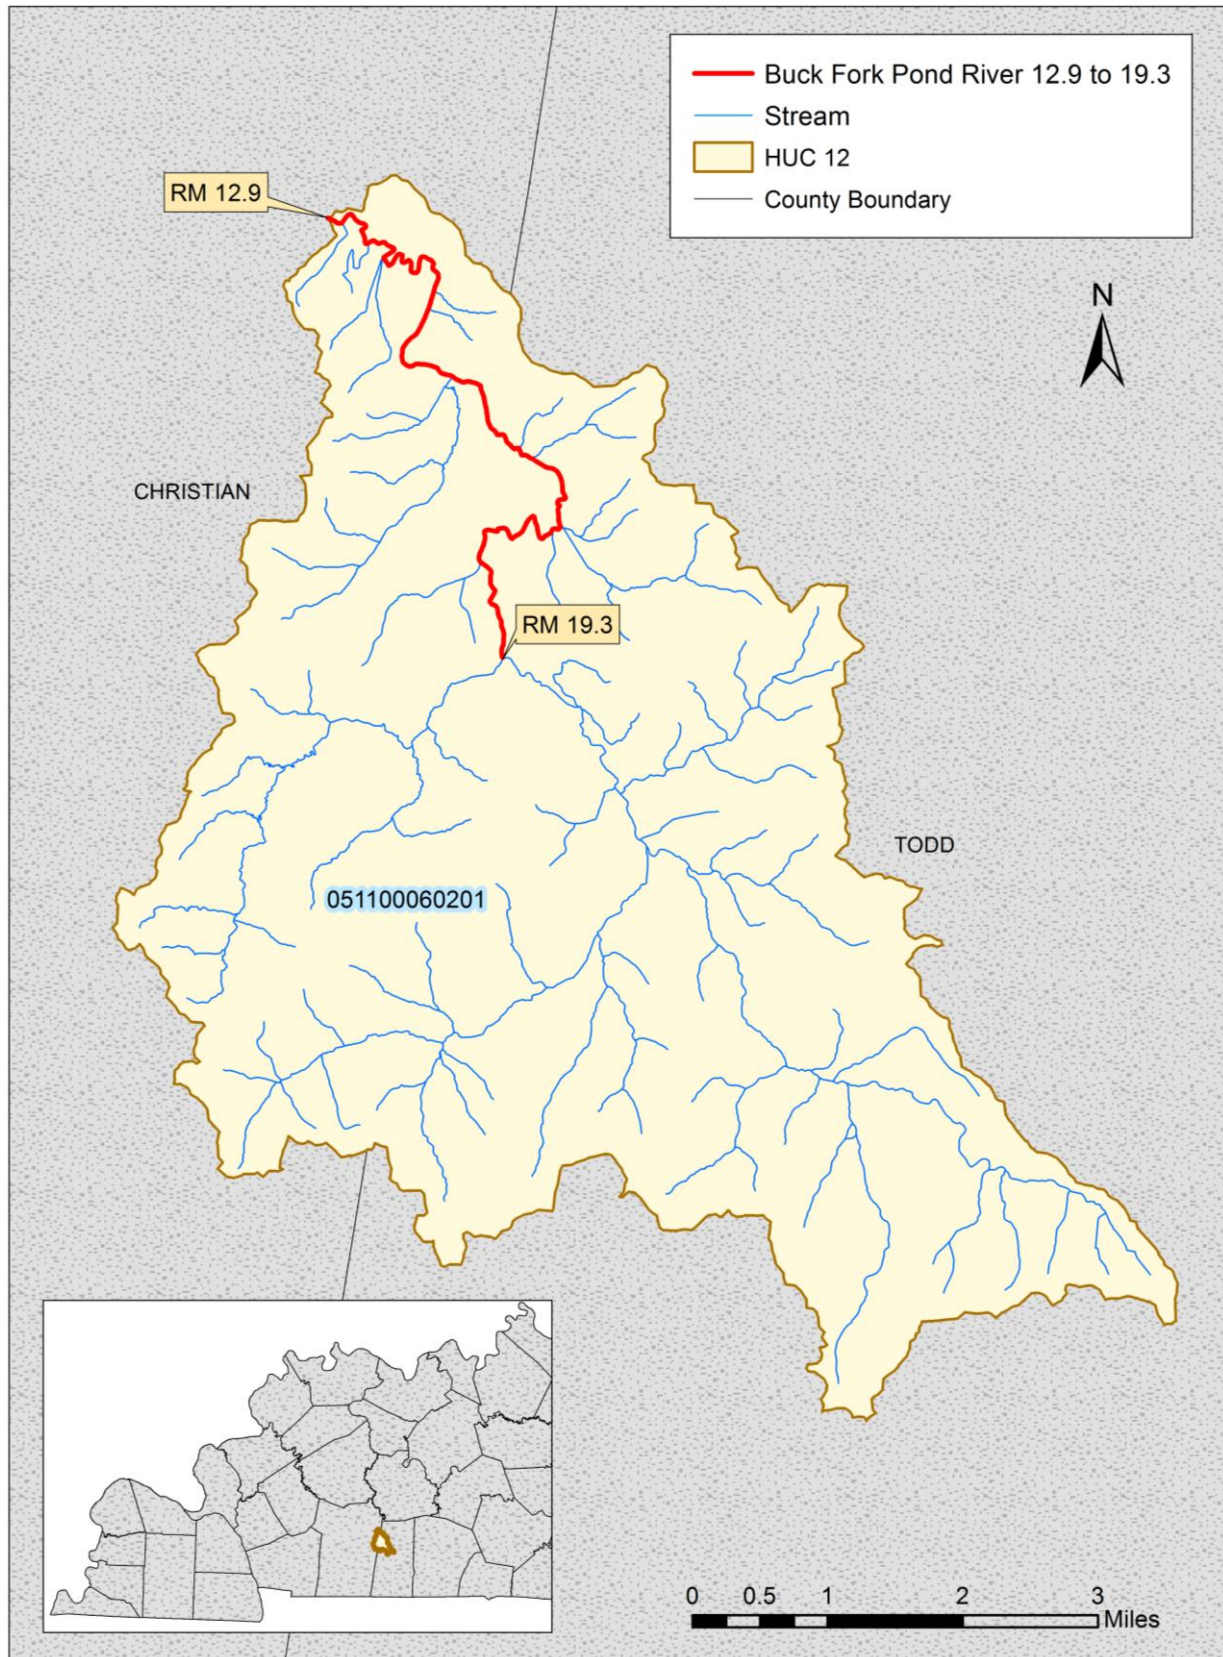 Buck Fork Pond River 12.9 to 19.3
Stream
HUC 12
County Boundary
RM 12.9
N
CHRISTIAN
RM 19.3
TODD
051100060201
0 0.5 1 2 3
Miles